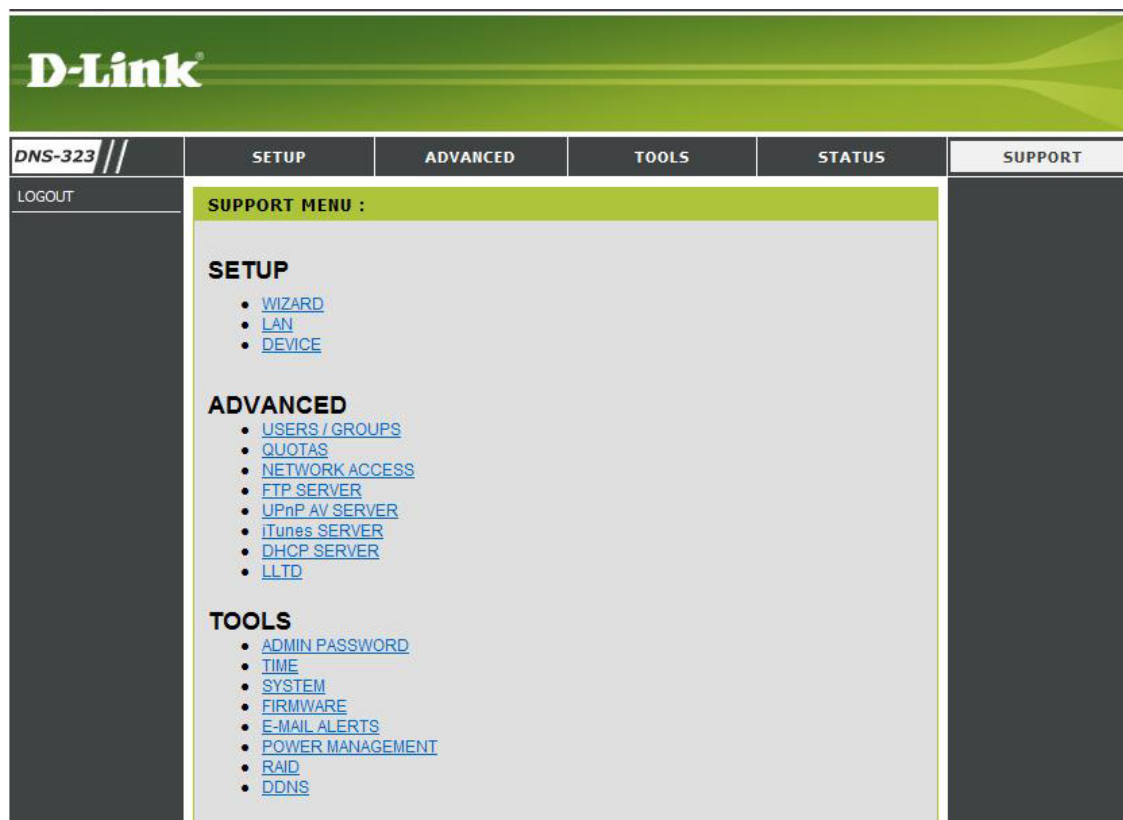 D-Link®
DNS-323 SETUP ADVANCED TOOLS STATUS SUPPORT
LOGOUT
SUPPORT MENU :
SETUP
WIZARD
LAN
DEVICE
ADVANCED
USERS / GROUPS
QUOTAS
NETWORK ACCESS
FTP SERVER
UPnP AV SERVER
iTunes SERVER
DHCP SERVER
LLTD
TOOLS
ADMIN PASSWORD
TIME
SYSTEM
FIRMWARE
E-MAIL ALERTS
POWER MANAGEMENT
RAID
DDNS